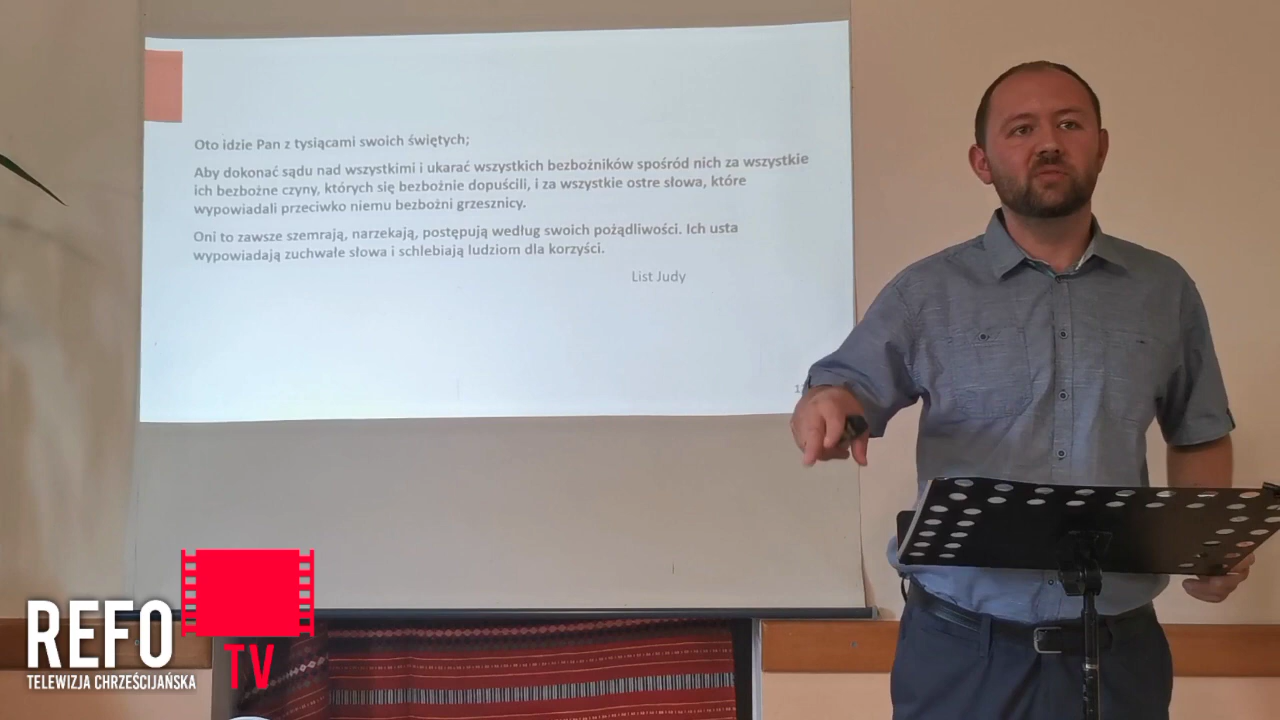 Oto idzie Pan z tysiącami swoich świętych;
Aby dokonać sądu nad wszystkimi i ukarać wszystkich bezbożników spośród nich za wszystkie
ich bezbożne czyny, których się bezbożnie dopuścili, i za wszystkie ostre słowa, które
wypowiadali przeciwko niemu bezbożni grzesznicy.
Oni to zawsze szemrają, narzekają, postępują według swoich pożądliwości. Ich usta
wypowiadają zuchwałe słowa i schlebiają ludziom dla korzyści.
List Judy
REFO
TV
TELEWIZJA CHRZEŚCIJAŃSKA